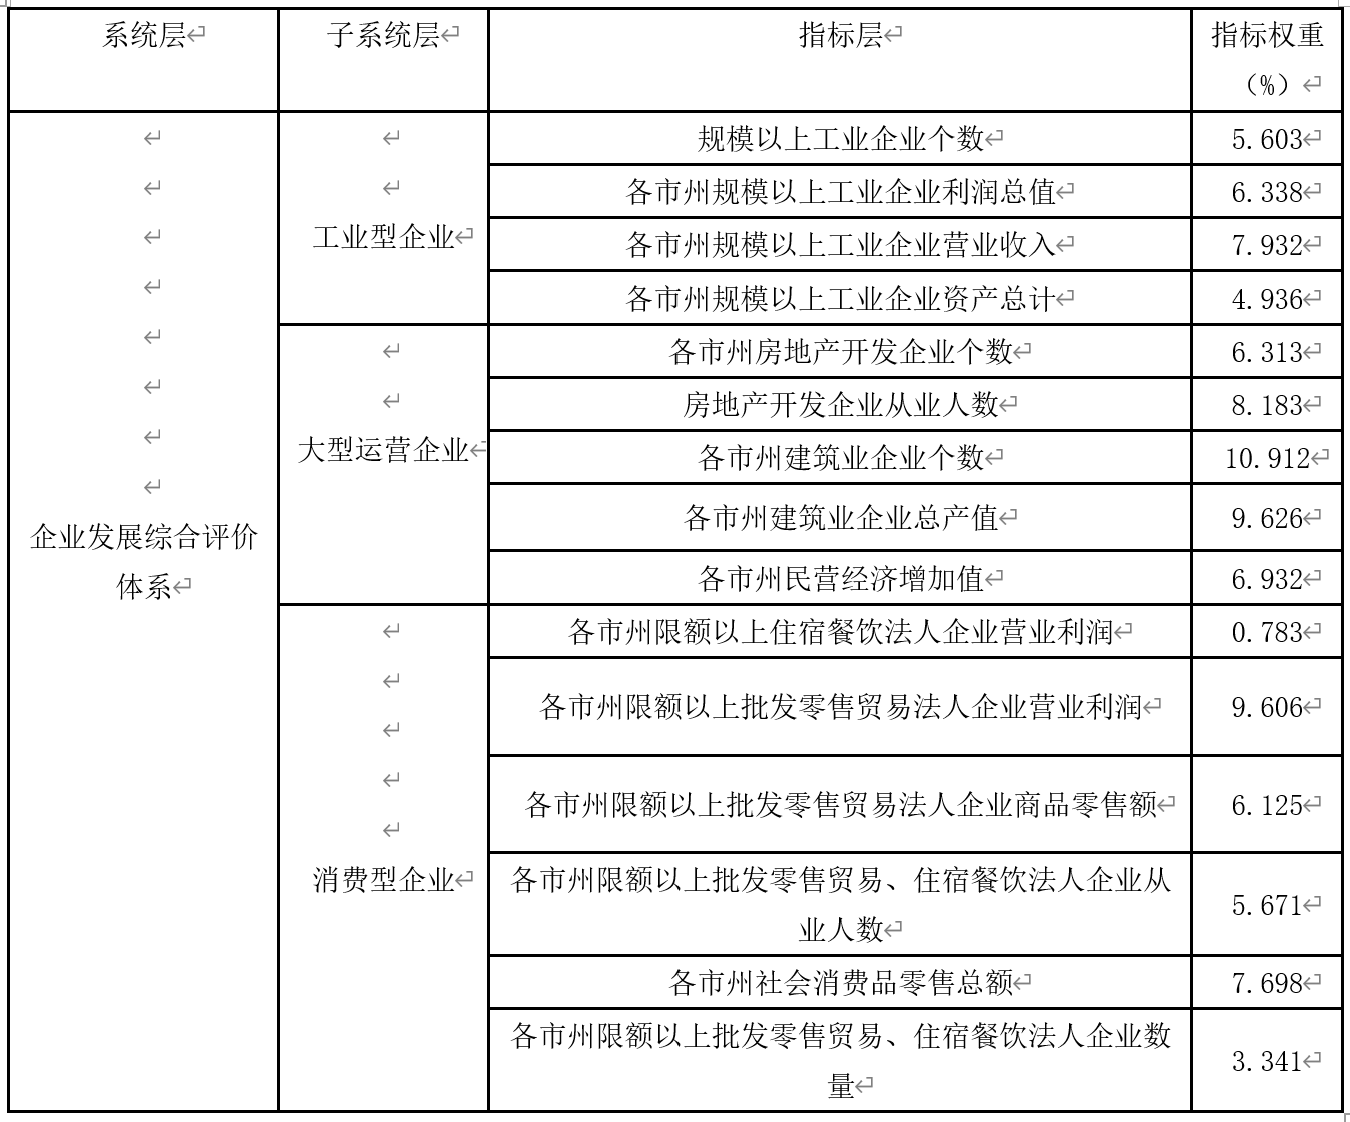 系统层
子系统层
指标层
指标权重
（%）
企业发展综合评价
体系
工业型企业
规模以上工业企业个数
5.603
各市州规模以上工业企业利润总值
6.338
各市州规模以上工业企业营业收入
7.932
各市州规模以上工业企业资产总计
4.936
大型运营企业
各市州房地产开发企业个数
6.313
房地产开发企业从业人数
8.183
各市州建筑业企业个数
10.912
各市州建筑业企业总产值
9.626
各市州民营经济增加值
6.932
消费型企业
各市州限额以上住宿餐饮法人企业营业利润
0.783
各市州限额以上批发零售贸易法人企业营业利润
9.606
各市州限额以上批发零售贸易法人企业商品零售额
6.125
各市州限额以上批发零售贸易、住宿餐饮法人企业从
业人数
5.671
各市州社会消费品零售总额
7.698
各市州限额以上批发零售贸易、住宿餐饮法人企业数
量
3.341